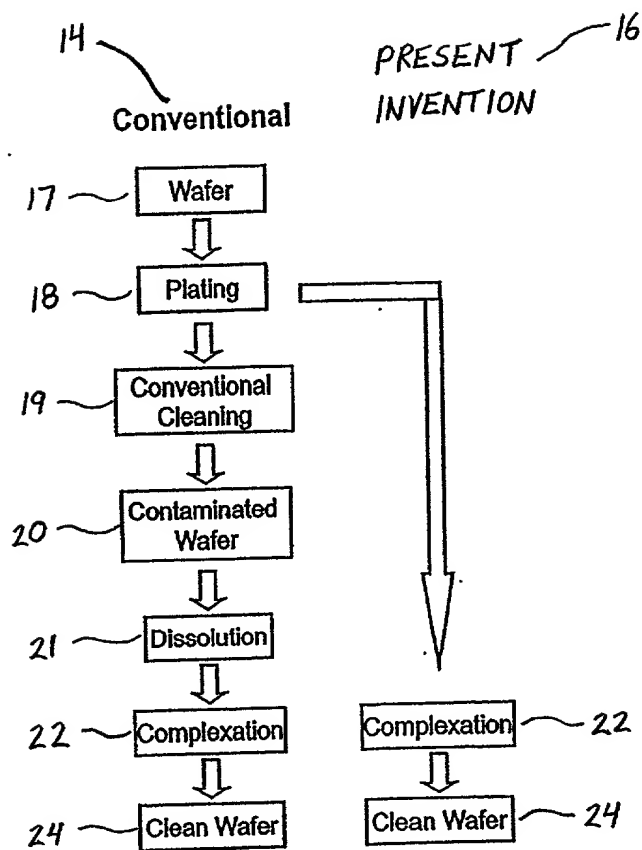 14
Conventional
PRESENT
INVENTION
16
17
Wafer
18
Plating
19
Conventional
Cleaning
20
Contaminated
Wafer
21
Dissolution
22
Complexation
24
Clean Wafer
Complexation
22
Clean Wafer
24